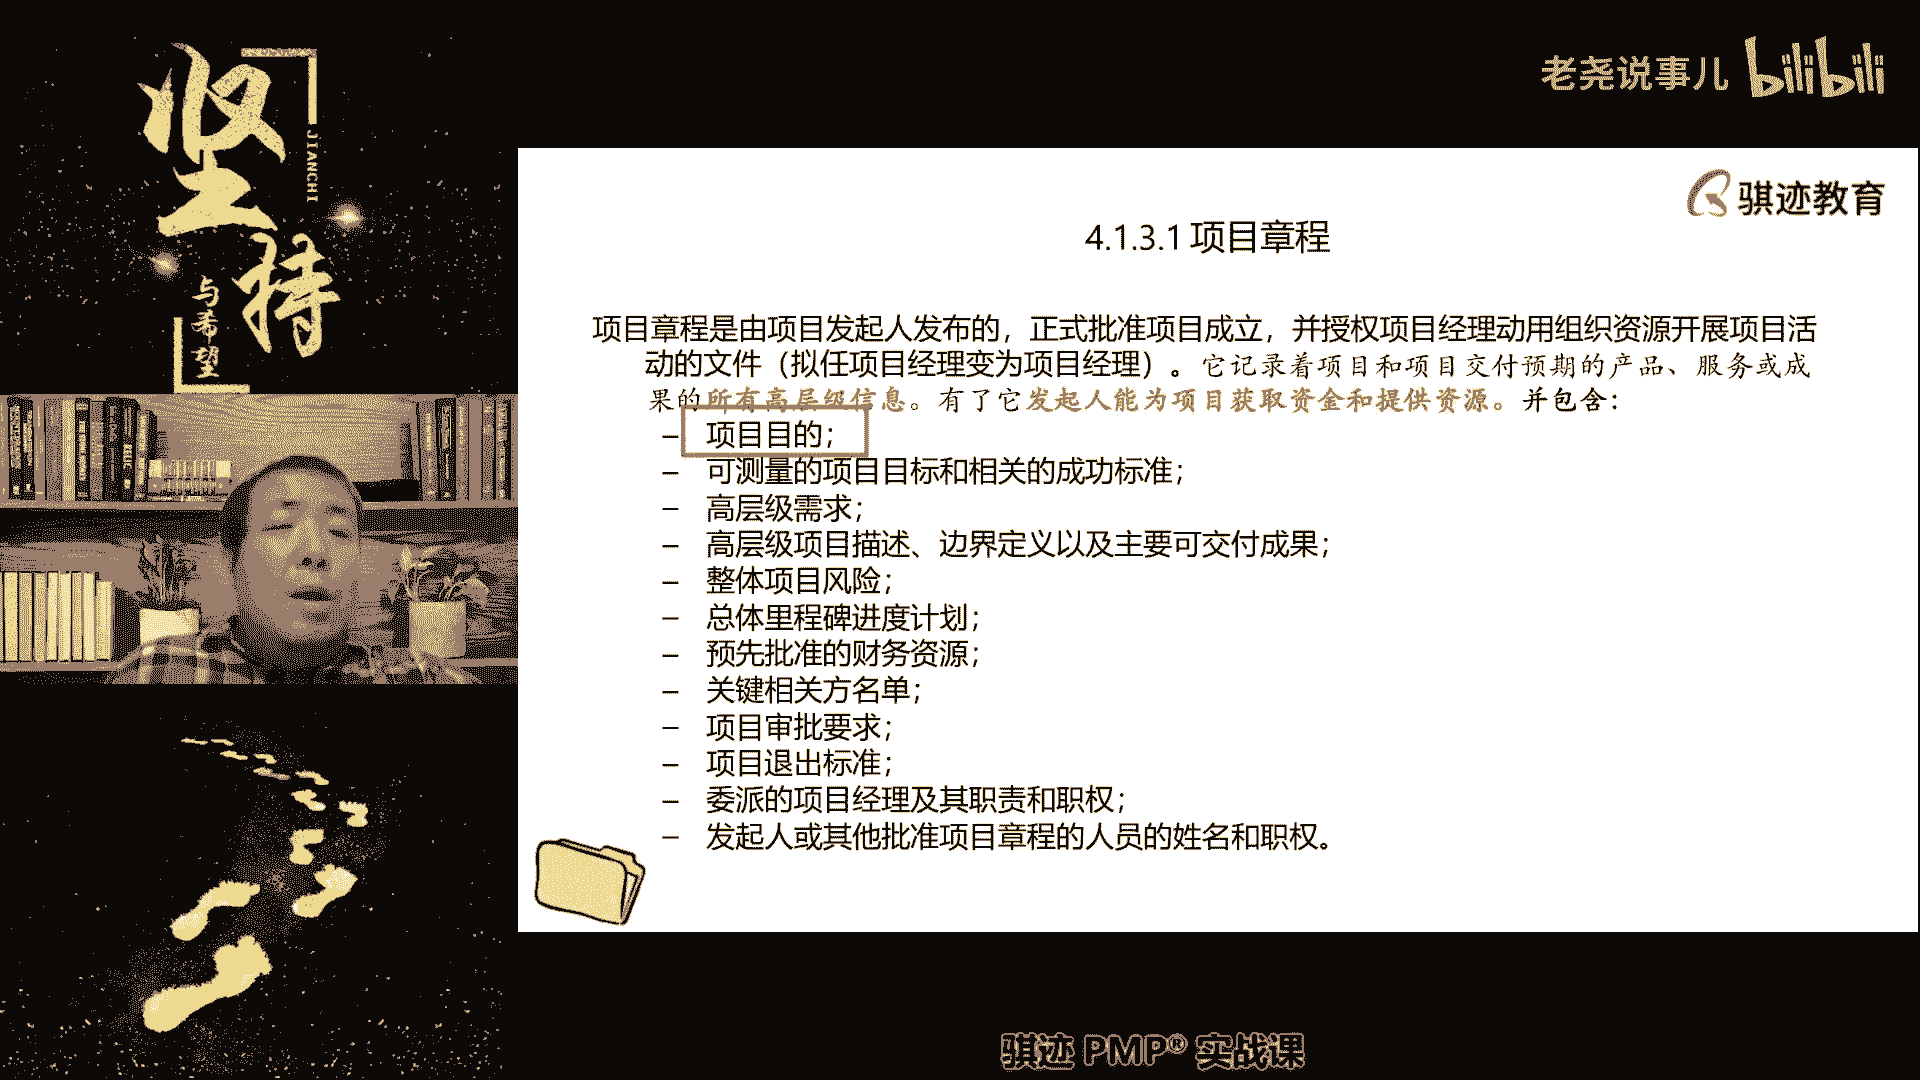 坚持
JIANCHI
与希望
老尧说事儿 bilibili
骐迹教育
4.1.3.1 项目章程
项目章程是由项目发起人发布的，正式批准项目成立，并授权项目经理动用组织资源开展项目活
动的文件（拟任项目经理变为项目经理）。它记录着项目和项目交付预期的产品、服务或成
果的所有高层级信息。有了它发起人能为项目获取资金和提供资源。并包含：
– 项目目的；
– 可测量的项目目标和相关的成功标准；
– 高层级需求；
– 高层级项目描述、边界定义以及主要可交付成果；
– 整体项目风险；
– 总体里程碑进度计划；
– 预先批准的财务资源；
– 关键相关方名单；
– 项目审批要求；
– 项目退出标准；
– 委派的项目经理及其职责和职权；
– 发起人或其他批准项目章程的人员的姓名和职权。
骐迹 PMP® 实战课